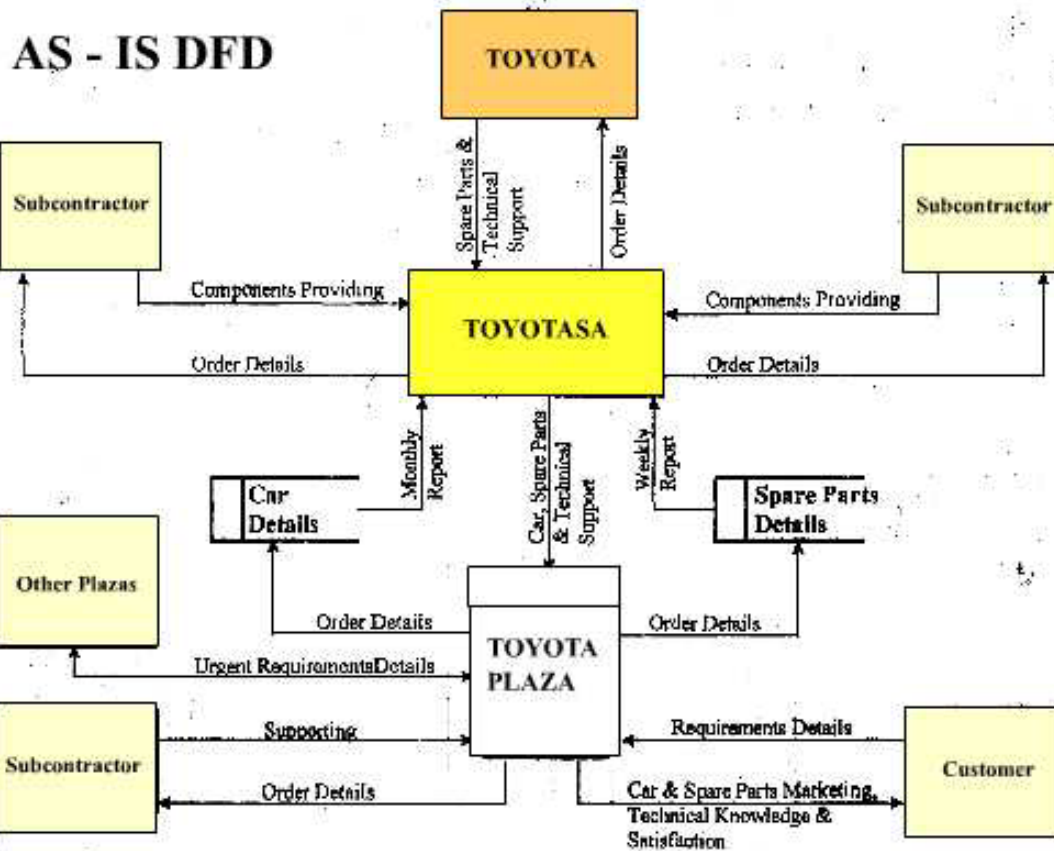 AS - IS DFD
TOYOTA
Subcontractor
Spare Parts &
Technical
Support
Order Details
Subcontractor
Components Providing
TOYOTASA
Components Providing
Order Details
Order Details
Monthly
Report
Car, Spare Parts
& Technical
Support
Weekly
Report
Car
Details
Spare Parts
Details
Other Plazas
Order Details
TOYOTA
PLAZA
Order Details
Urgent RequirementsDetails
Subcontractor
Supporting
Order Details
Requirements Details
Customer
Car & Spare Parts Marketing,
Technical Knowledge &
Satisfaction